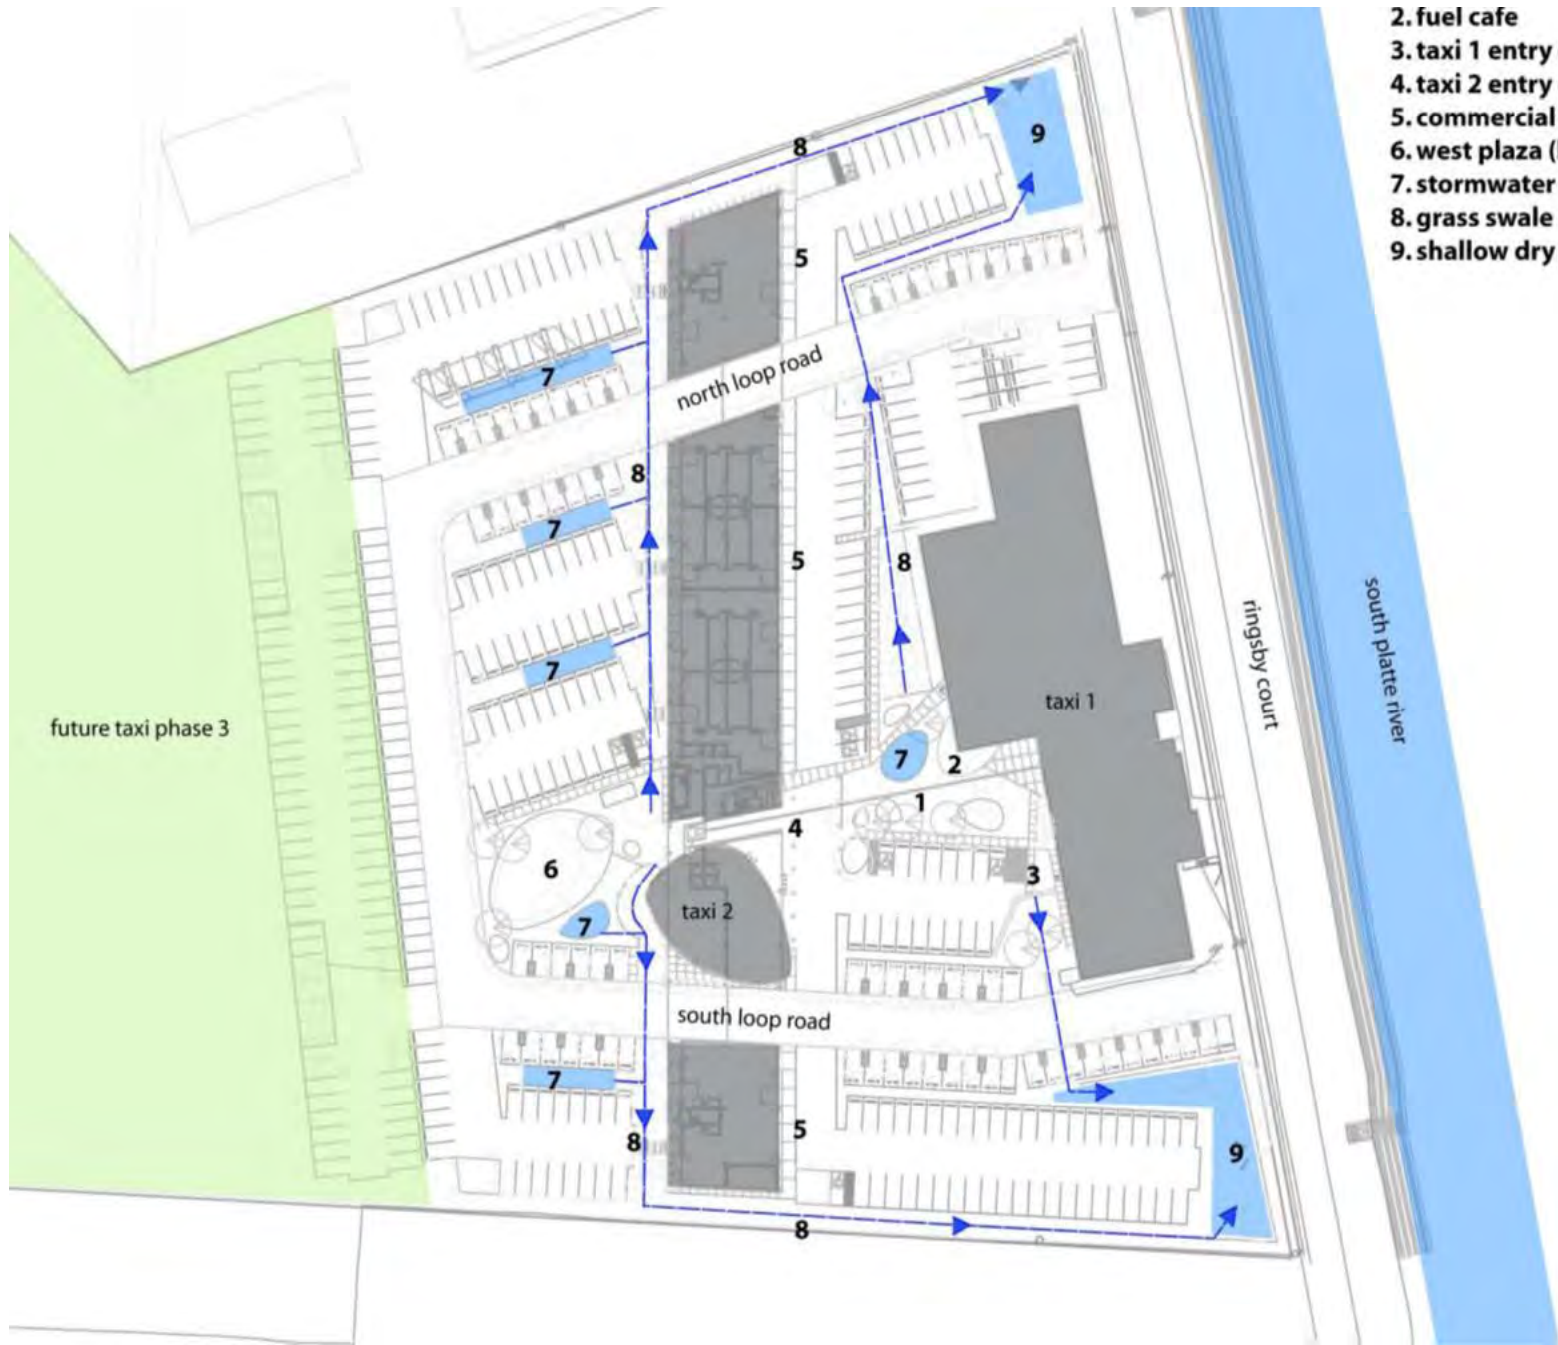 2. fuel cafe
3. taxi 1 entry
4. taxi 2 entry
5. commercial
6. west plaza (
7. stormwater
8. grass swale
9. shallow dry
9
8
5
north loop road
7
8
7
5
8
7
south platte river
ringsby court
taxi 1
future taxi phase 3
7
2
1
4
6
3
taxi 2
7
south loop road
7
8
5
9
8